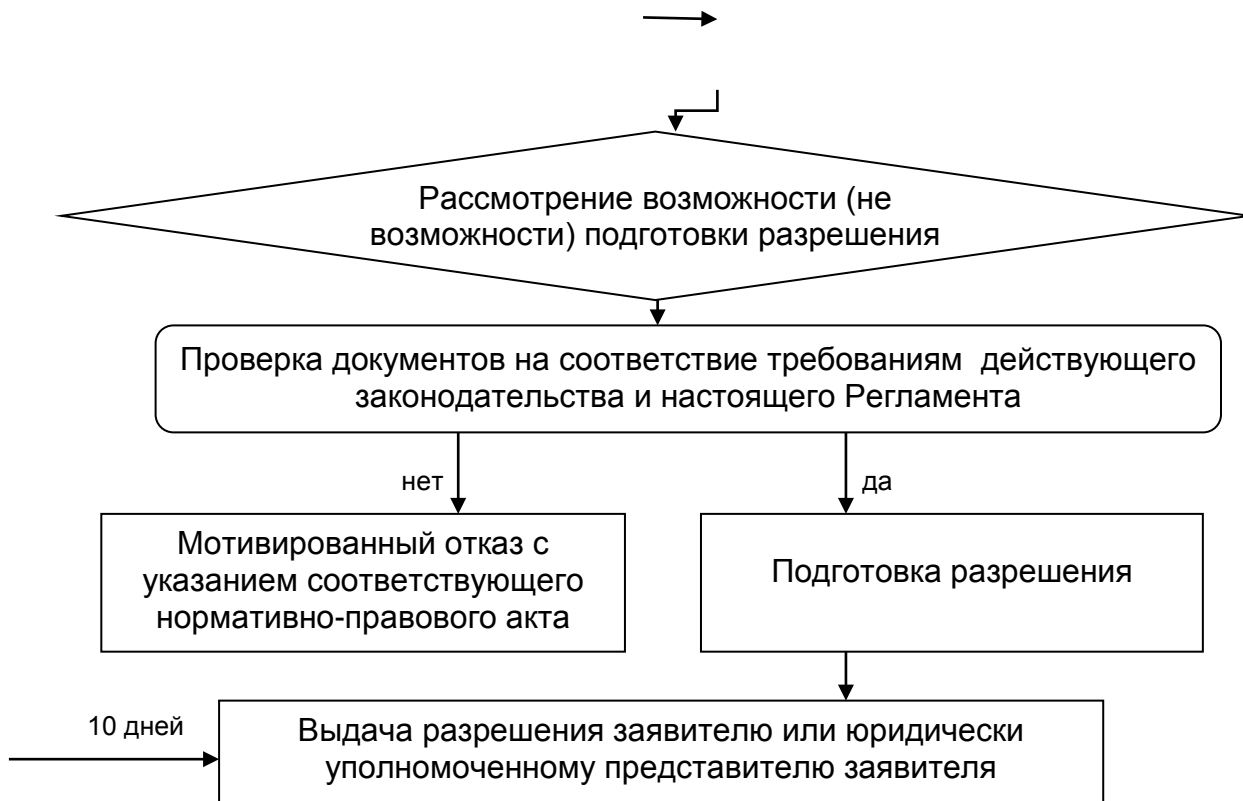 Рассмотрение возможности (не
возможности) подготовки разрешения
Проверка документов на соответствие требованиям  действующего
законодательства и настоящего Регламента
нет
да
Мотивированный отказ с
указанием соответствующего
нормативно-правового акта
Подготовка разрешения
10 дней
Выдача разрешения заявителю или юридически
уполномоченному представителю заявителя